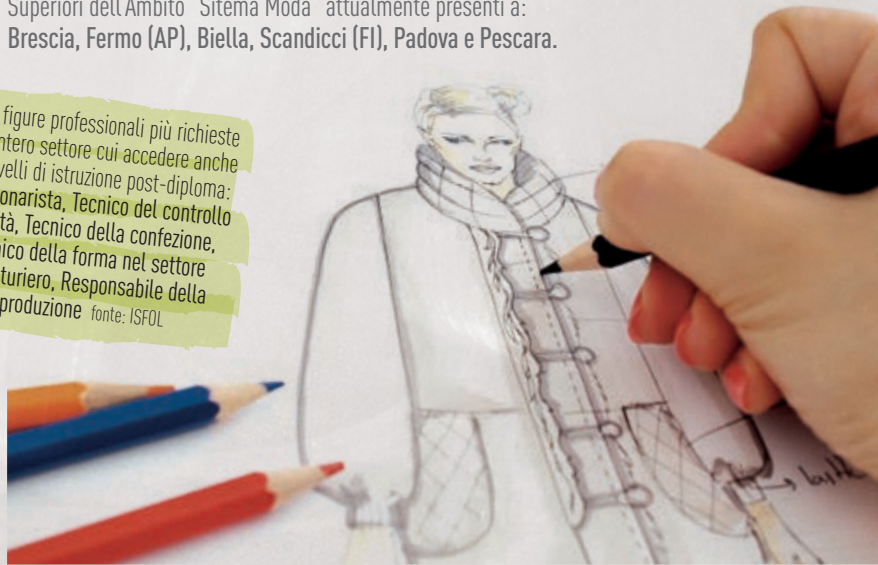 Superiori dell'Ambito "Sitema Moda" attualmente presenti a:
Brescia, Fermo (AP), Biella, Scandicci (FI), Padova e Pescara.
figure professionali più richieste
ntero settore cui accedere anche
velli di istruzione post-diploma:
onarista, Tecnico del controllo
tà, Tecnico della confezione,
nico della forma nel settore
turiero, Responsabile della
produzione fonte: ISFOL